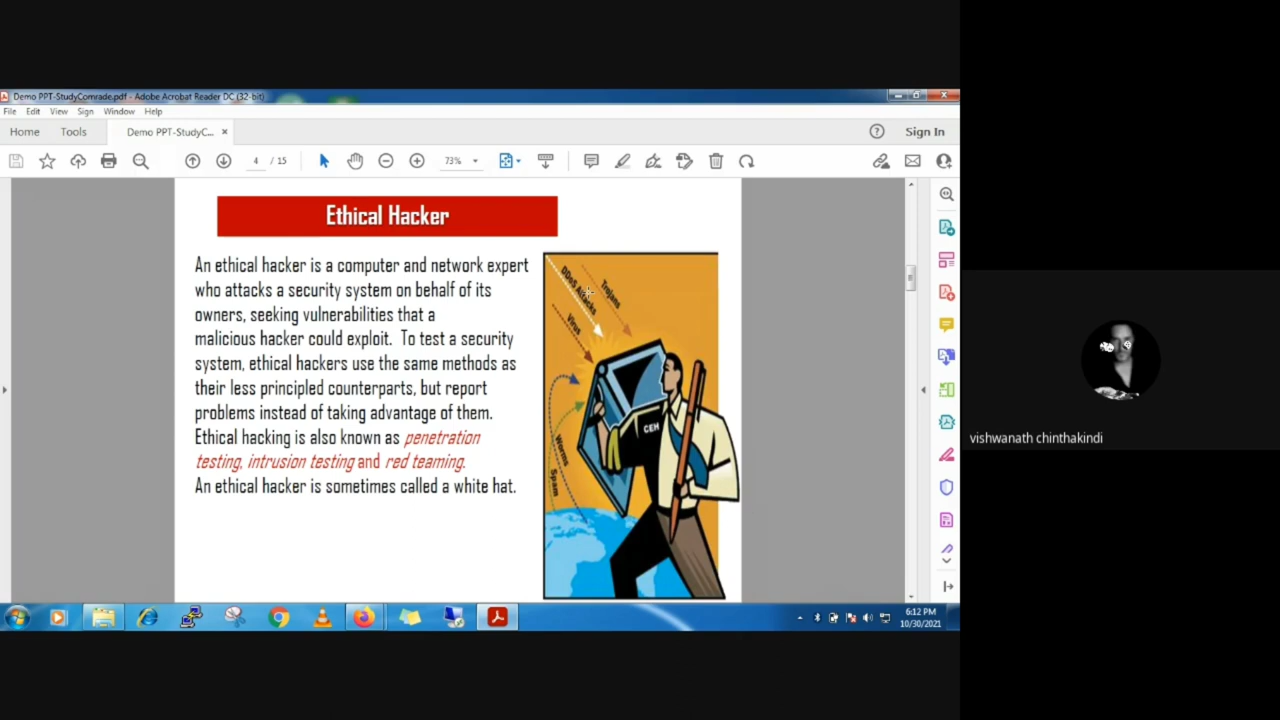 Demo PPT-StudyComrade.pdf - Adobe Acrobat Reader DC (32-bit)
File Edit View Sign Window Help
Home Tools Demo PPT-StudyC... × Sign In
4 / 15 73%
Ethical Hacker
An ethical hacker is a computer and network expert
who attacks a security system on behalf of its
owners, seeking vulnerabilities that a
malicious hacker could exploit. To test a security
system, ethical hackers use the same methods as
their less principled counterparts, but report
problems instead of taking advantage of them.
Ethical hacking is also known as penetration
testing, intrusion testing and red teaming.
An ethical hacker is sometimes called a white hat.
DDoS Attacks
Trojans
Virus
CEH
Worms
Spam
vishwanath chinthakindi
6:12 PM
10/30/2021